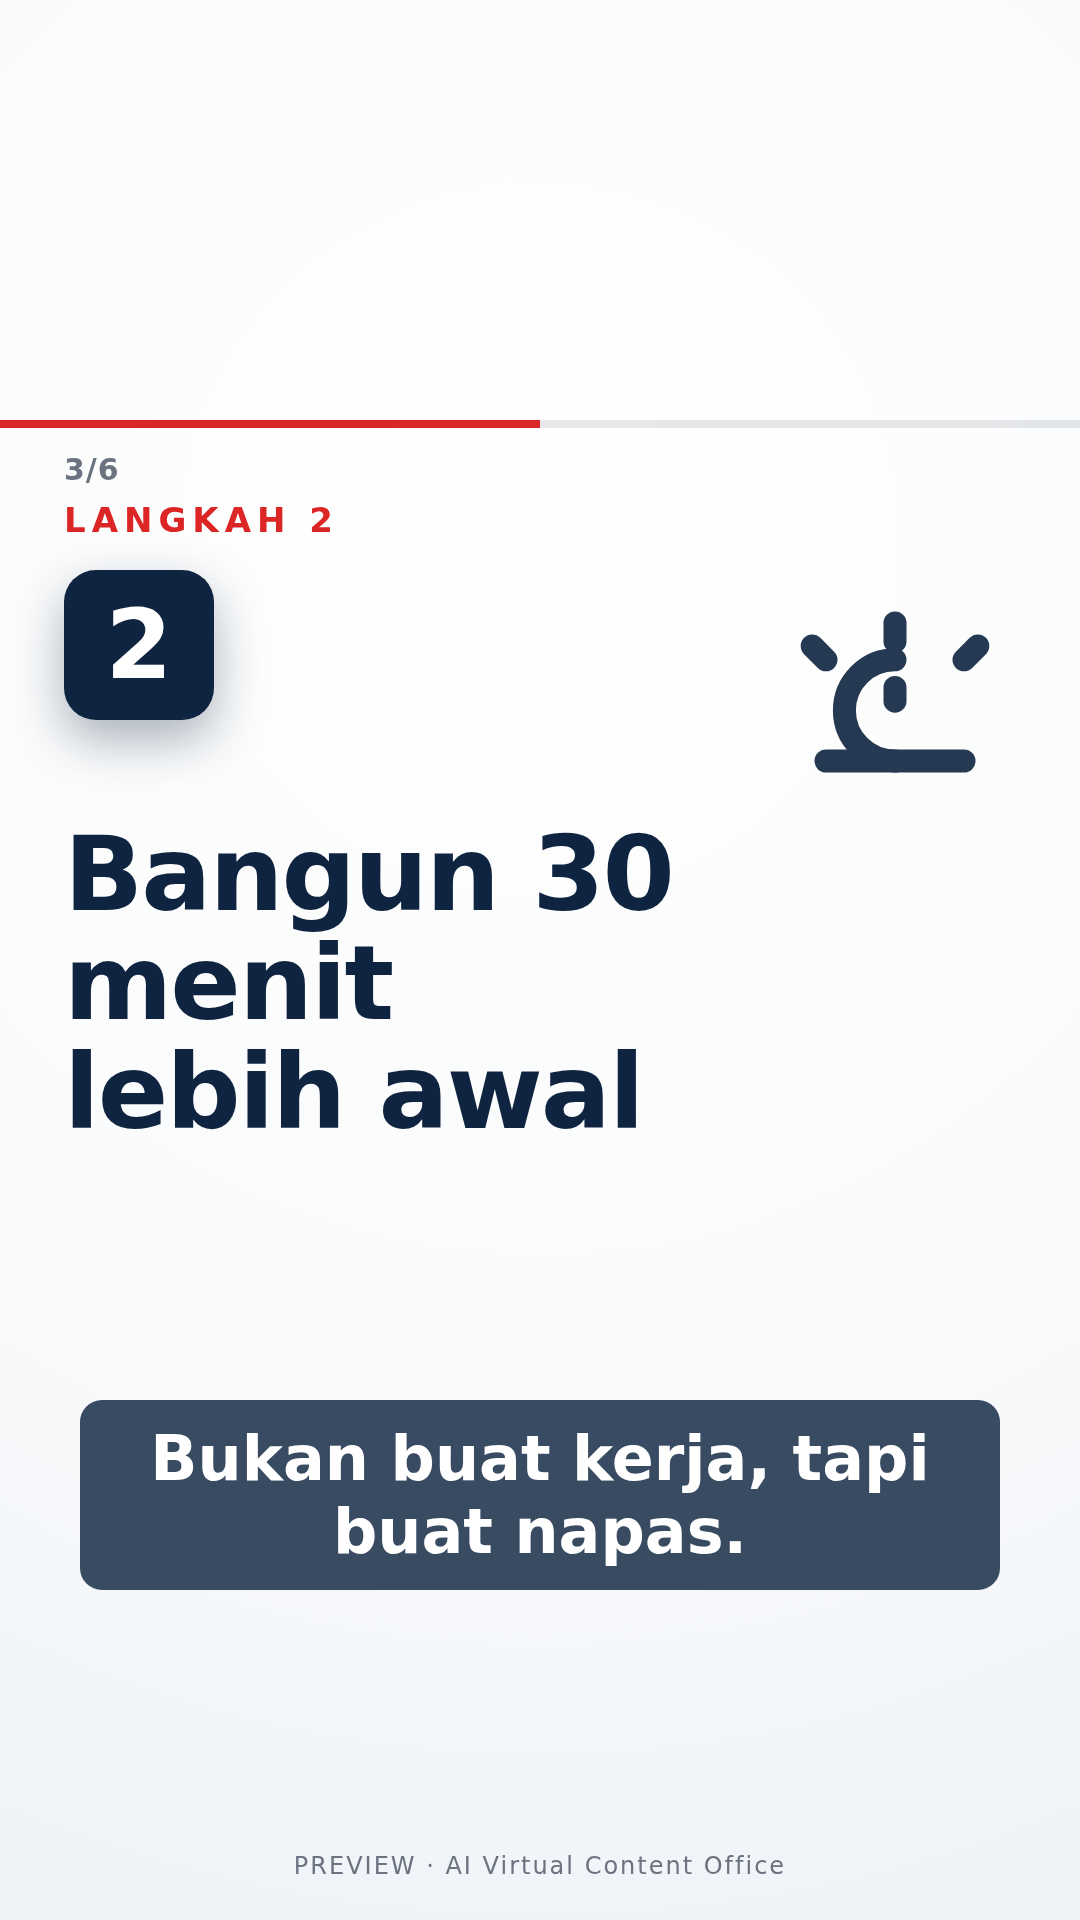 3/6
LANGKAH 2
2
Bangun 30
menit
lebih awal
Bukan buat kerja, tapi
buat napas.
PREVIEW · AI Virtual Content Office